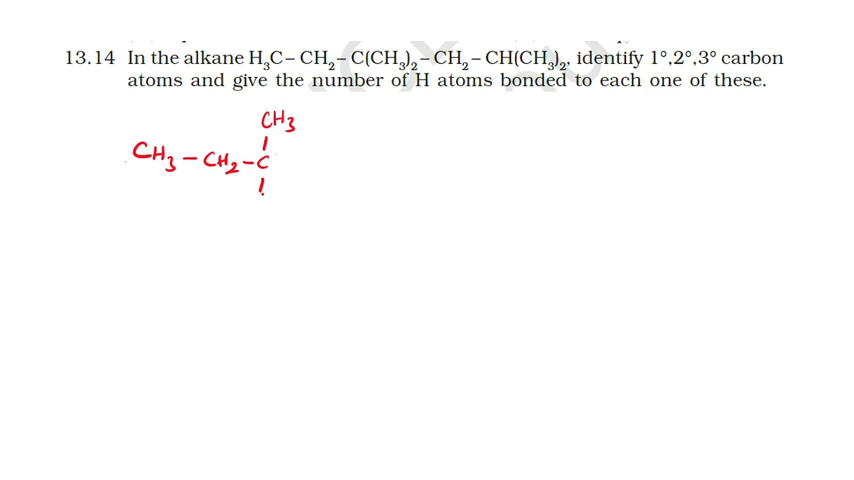 13.14 In the alkane H₃C – CH₂ – C(CH₃)₂ – CH₂ – CH(CH₃)₂, identify 1°,2°,3° carbon
atoms and give the number of H atoms bonded to each one of these.
CH₃
CH₃ – CH₂ – C